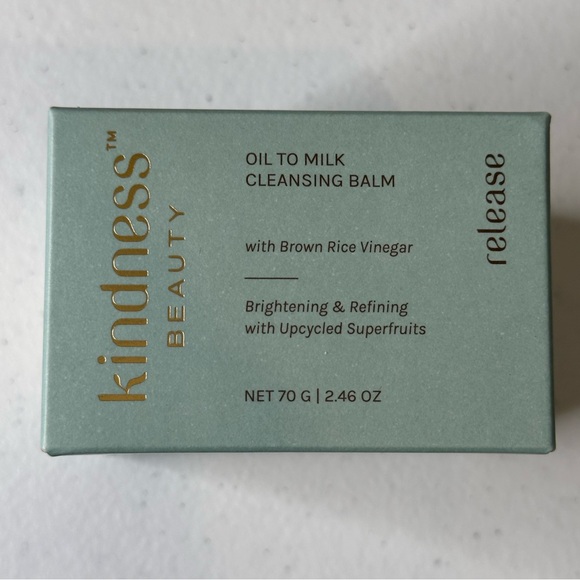 kindness™
BEAUTY
OIL TO MILK
CLEANSING BALM
with Brown Rice Vinegar
Brightening & Refining
with Upcycled Superfruits
NET 70 G | 2.46 OZ
release